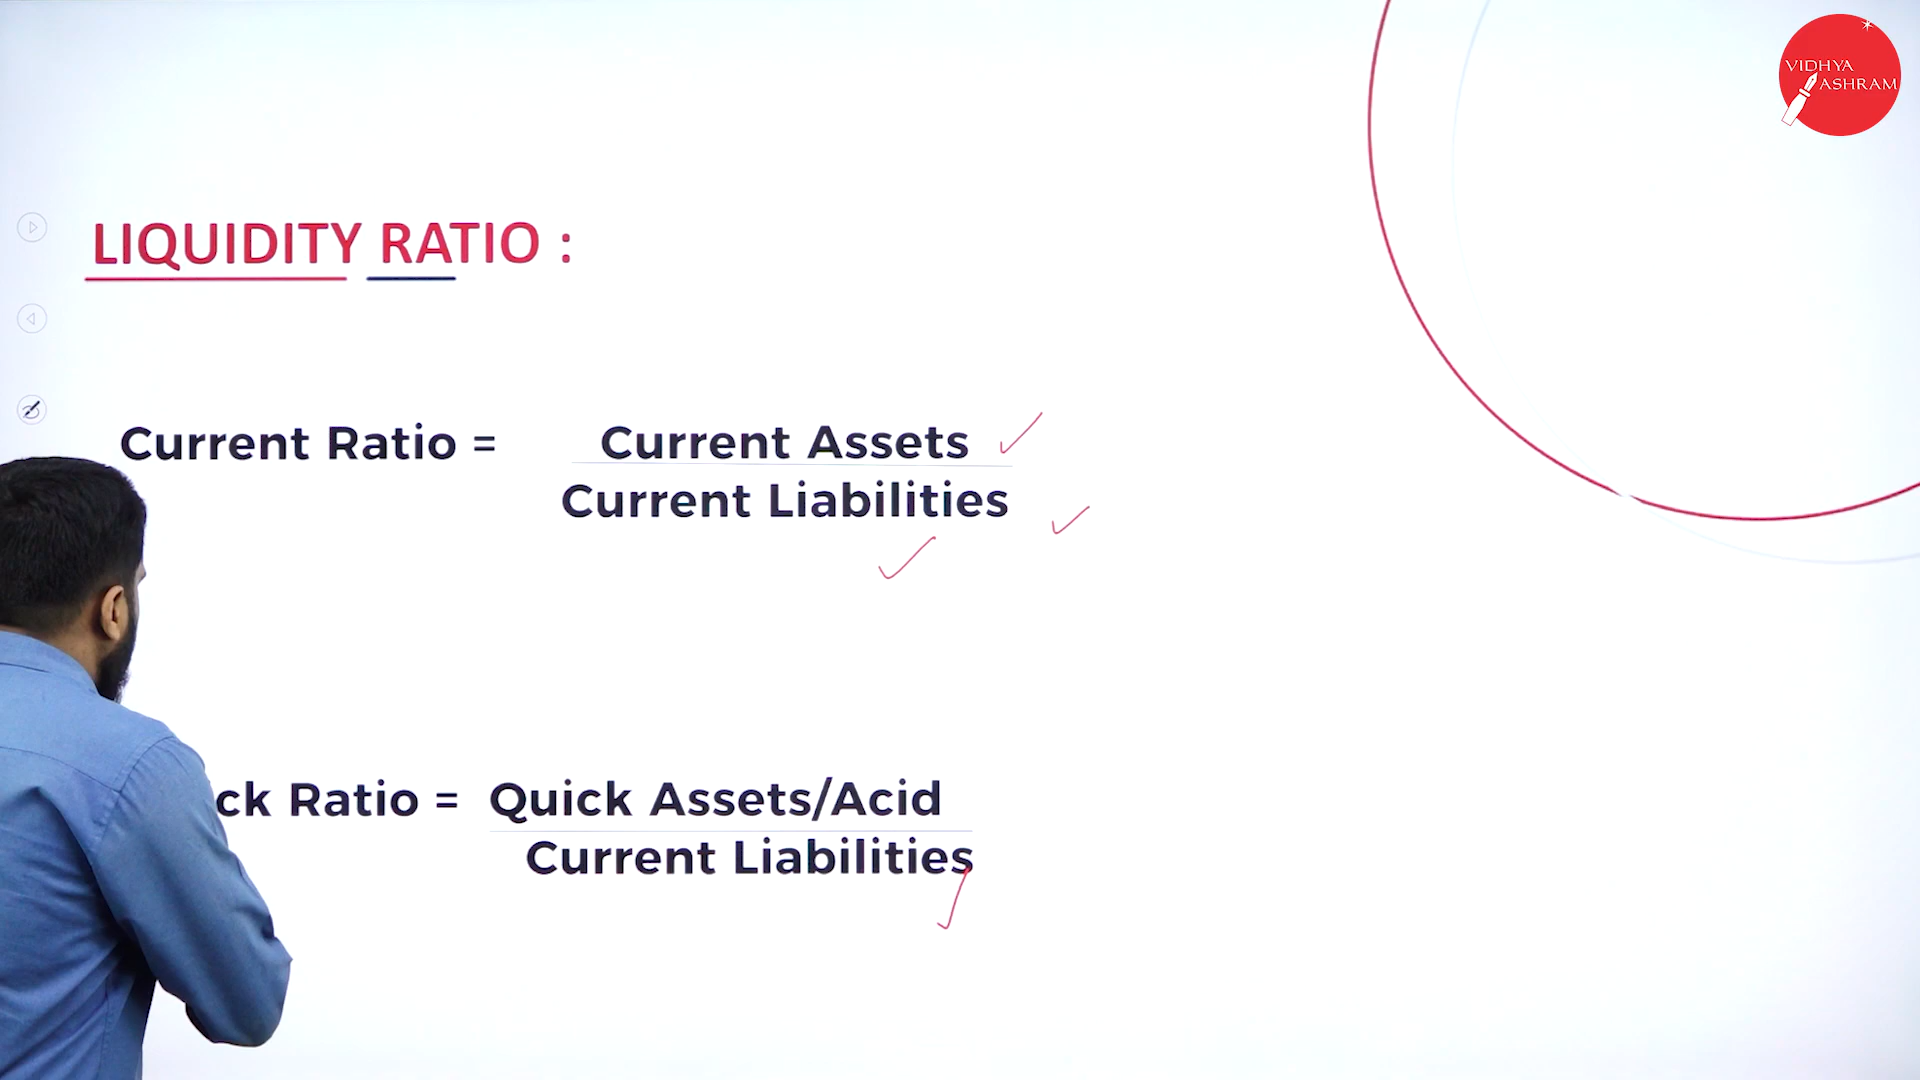 VIDHYA
ASHRAM
LIQUIDITY RATIO :
Current Ratio = Current Assets
Current Liabilities
ck Ratio = Quick Assets/Acid
Current Liabilities